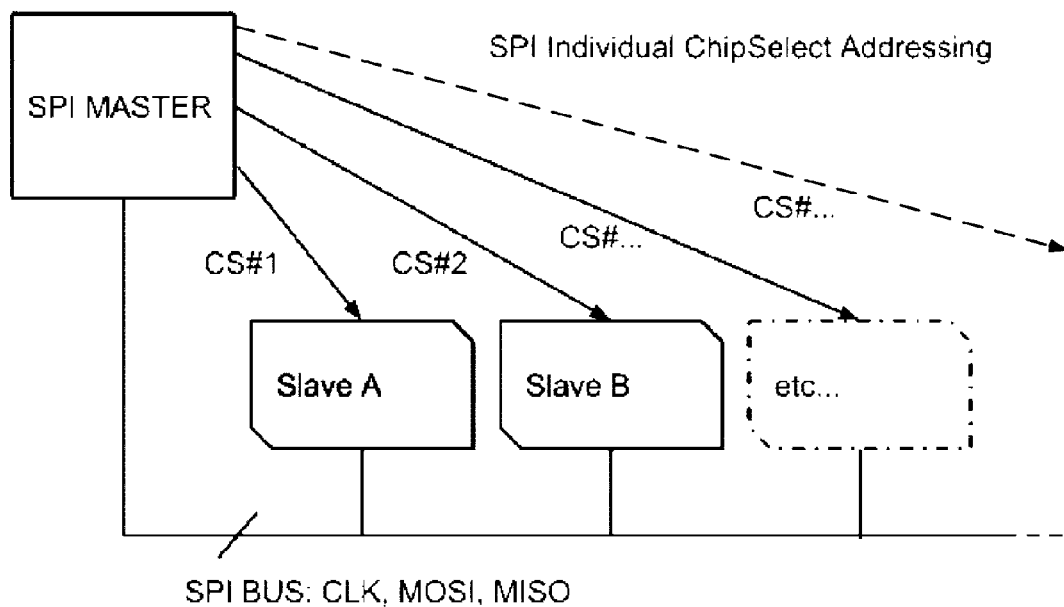 SPI Individual ChipSelect Addressing
SPI MASTER
CS#...
CS#...
CS#1
CS#2
Slave A
Slave B
etc...
SPI BUS: CLK, MOSI, MISO